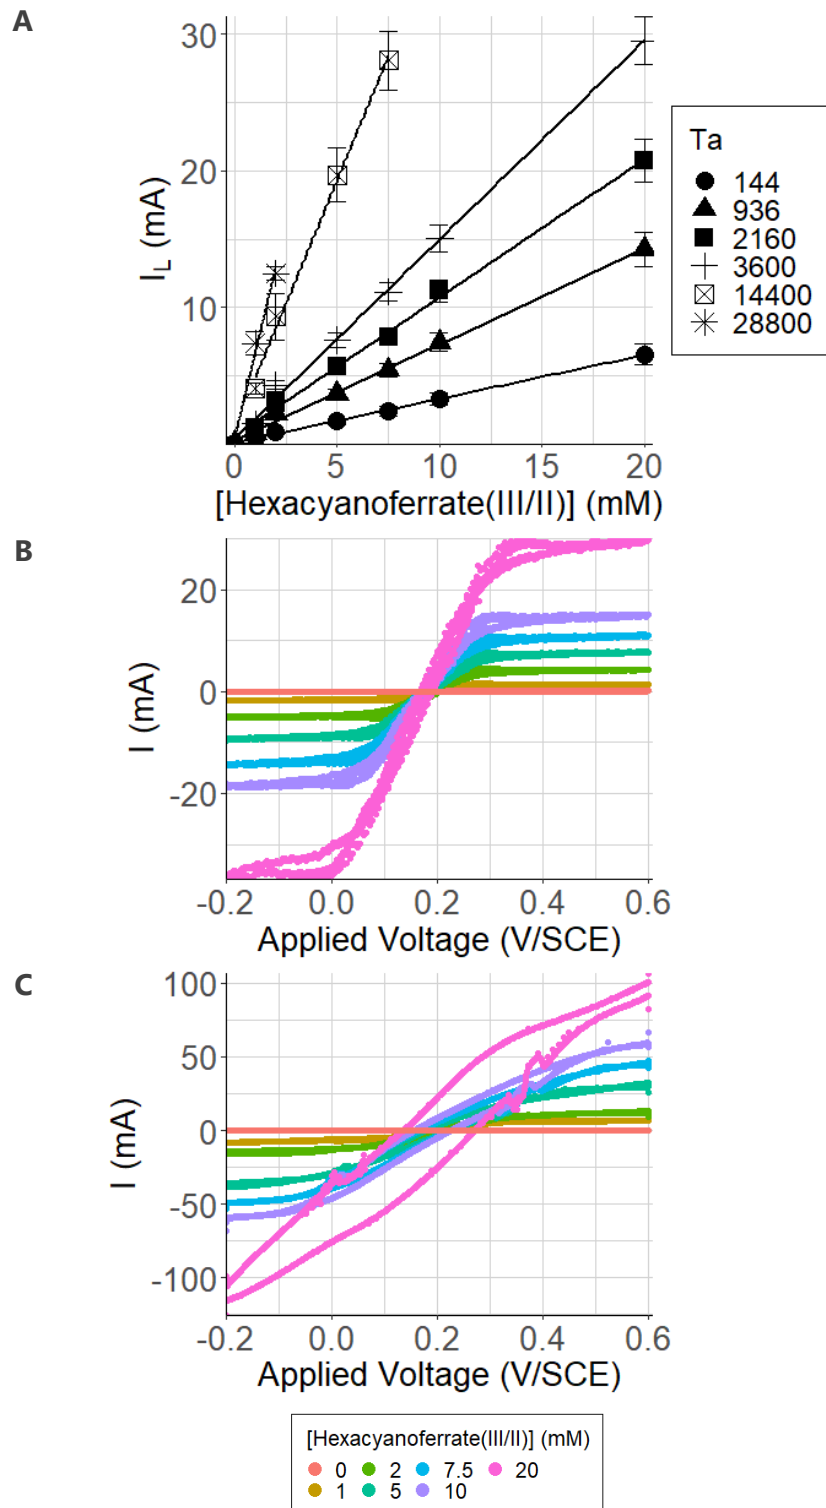 A
30
20
10
I_L (mA)
0 5 10 15 20
[Hexacyanoferrate(III/II)] (mM)
Ta
144
936
2160
3600
14400
28800
B
20
0
-20
I (mA)
-0.2 0.0 0.2 0.4 0.6
Applied Voltage (V/SCE)
C
100
50
0
-50
-100
I (mA)
-0.2 0.0 0.2 0.4 0.6
Applied Voltage (V/SCE)
[Hexacyanoferrate(III/II)] (mM)
0 2 7.5 20
1 5 10